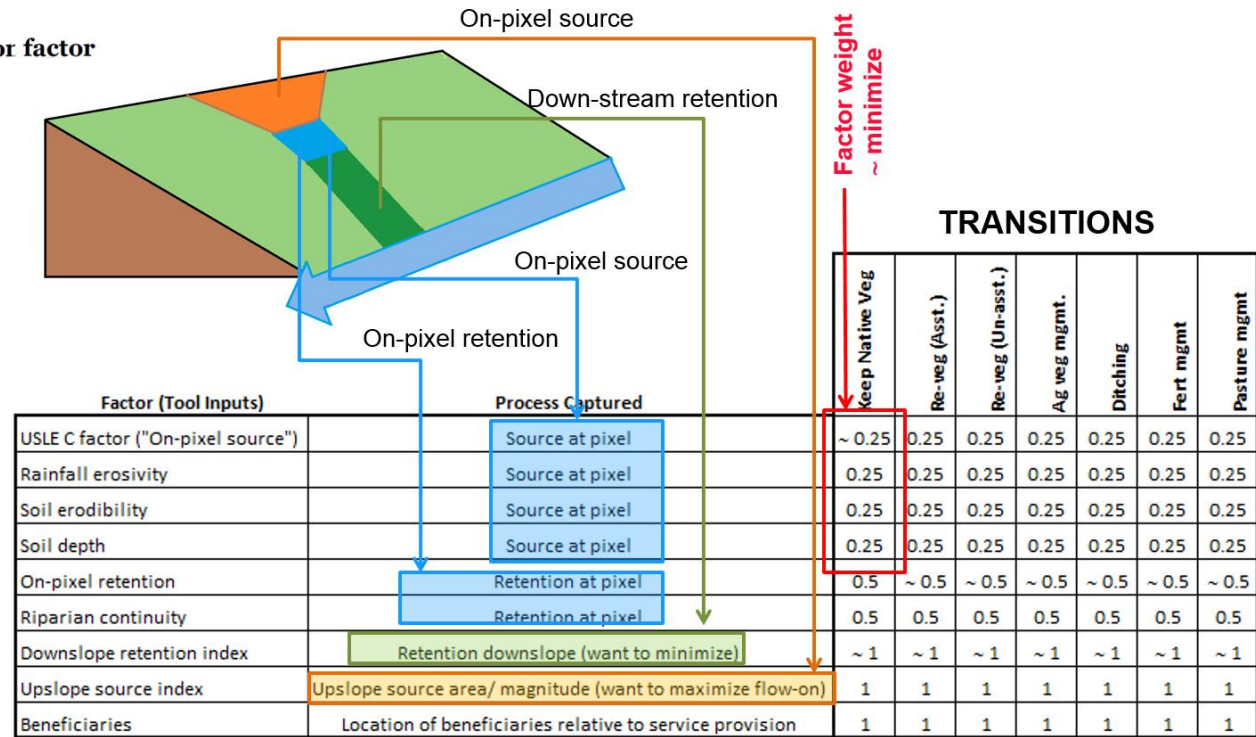 On-pixel source
or factor
Down-stream retention
Factor weight
~ minimize
On-pixel source
On-pixel retention
TRANSITIONS
Factor (Tool Inputs) Process Captured Keep Native Veg Re-veg (Asst.) Re-veg (Un-asst.) Ag veg mgmt. Ditching Fert mgmt Pasture mgmt
USLE C factor ("On-pixel source") Source at pixel ~ 0.25 0.25 0.25 0.25 0.25 0.25 0.25
Rainfall erosivity Source at pixel 0.25 0.25 0.25 0.25 0.25 0.25 0.25
Soil erodibility Source at pixel 0.25 0.25 0.25 0.25 0.25 0.25 0.25
Soil depth Source at pixel 0.25 0.25 0.25 0.25 0.25 0.25 0.25
On-pixel retention Retention at pixel 0.5 ~ 0.5 ~ 0.5 ~ 0.5 ~ 0.5 ~ 0.5 ~ 0.5
Riparian continuity Retention at pixel 0.5 0.5 0.5 0.5 0.5 0.5 0.5
Downslope retention index Retention downslope (want to minimize) ~ 1 ~ 1 ~ 1 ~ 1 ~ 1 ~ 1 ~ 1
Upslope source index Upslope source area/ magnitude (want to maximize flow-on) 1 1 1 1 1 1 1
Beneficiaries Location of beneficiaries relative to service provision 1 1 1 1 1 1 1